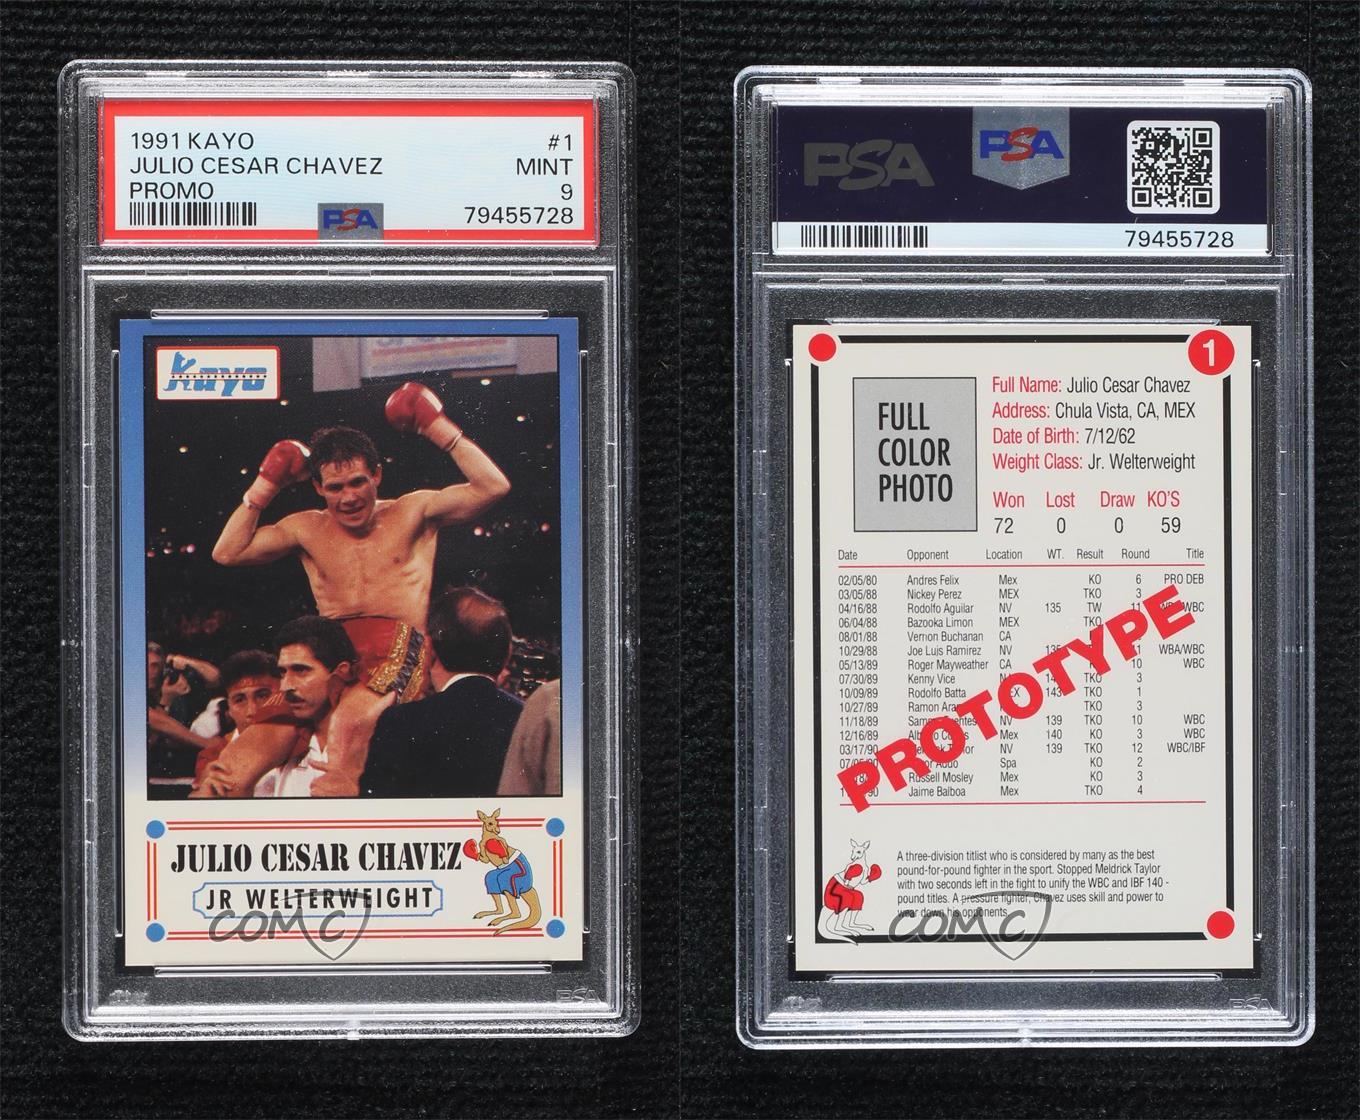 1991 KAYO #1
JULIO CESAR CHAVEZ MINT
PROMO 9
PSA 79455728
Kayo
JULIO CESAR CHAVEZ
JR WELTERWEIGHT
COMC
PSA
PSA PSA
79455728
1
FULL
COLOR
PHOTO
Full Name: Julio Cesar Chavez
Address: Chula Vista, CA, MEX
Date of Birth: 7/12/62
Weight Class: Jr. Welterweight
Won Lost Draw KO'S
72 0 0 59
Date Opponent Location WT. Result Round Title
02/05/80 Andres Felix Mex KO 6 PRO DEB
03/05/88 Nickey Perez MEX TKO 3
04/16/88 Rodolfo Aguilar NV 135 TW 11 WBC
06/04/88 Bazooka Limon MEX TKO
08/01/88 Vernon Buchanan CA
10/29/88 Joe Luis Ramirez NV WBA/WBC
05/13/89 Roger Mayweather CA 10 WBC
07/30/89 Kenny Vice TKO 3
10/09/89 Rodolfo Batta TKO 1
10/27/89 Ramon TKO 3
11/18/89 NV 139 TKO 10 WBC
12/16/89 Mex 140 KO 3 WBC
03/17/90 NV 139 TKO 12 WBC/IBF
Spa KO 2
Russell Mosley Mex KO 3
Jaime Balboa Mex TKO 4
PROTOTYPE
A three-division titlist who is considered by many as the best
pound-for-pound fighter in the sport. Stopped Meldrick Taylor
with two seconds left in the fight to unify the WBC and IBF 140 -
pound titles. A pressure fighter, Chavez uses skill and power to
wear down his opponents.
COMC
PSA